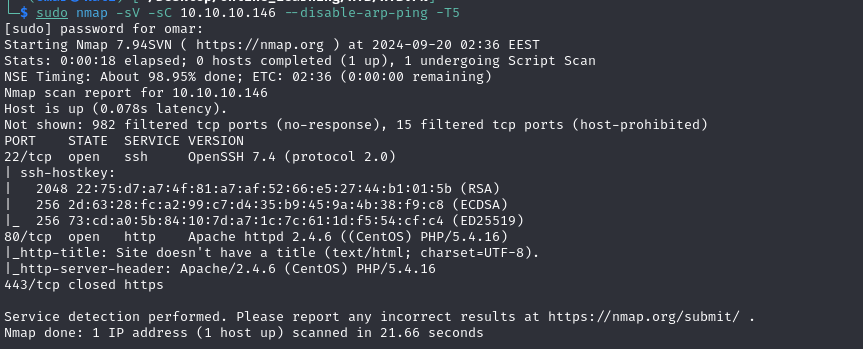 $ sudo nmap -sV -sC 10.10.10.146 --disable-arp-ping -T5
[sudo] password for omar:
Starting Nmap 7.94SVN ( https://nmap.org ) at 2024-09-20 02:36 EEST
Stats: 0:00:18 elapsed; 0 hosts completed (1 up), 1 undergoing Script Scan
NSE Timing: About 98.95% done; ETC: 02:36 (0:00:00 remaining)
Nmap scan report for 10.10.10.146
Host is up (0.078s latency).
Not shown: 982 filtered tcp ports (no-response), 15 filtered tcp ports (host-prohibited)
PORT    STATE  SERVICE VERSION
22/tcp  open   ssh     OpenSSH 7.4 (protocol 2.0)
| ssh-hostkey:
|   2048 22:75:d7:a7:4f:81:a7:af:52:66:e5:27:44:b1:01:5b (RSA)
|   256 2d:63:28:fc:a2:99:c7:d4:35:b9:45:9a:4b:38:f9:c8 (ECDSA)
|_  256 73:cd:a0:5b:84:10:7d:a7:1c:7c:61:1d:f5:54:cf:c4 (ED25519)
80/tcp  open   http    Apache httpd 2.4.6 ((CentOS) PHP/5.4.16)
|_http-title: Site doesn't have a title (text/html; charset=UTF-8).
|_http-server-header: Apache/2.4.6 (CentOS) PHP/5.4.16
443/tcp closed https
Service detection performed. Please report any incorrect results at https://nmap.org/submit/ .
Nmap done: 1 IP address (1 host up) scanned in 21.66 seconds